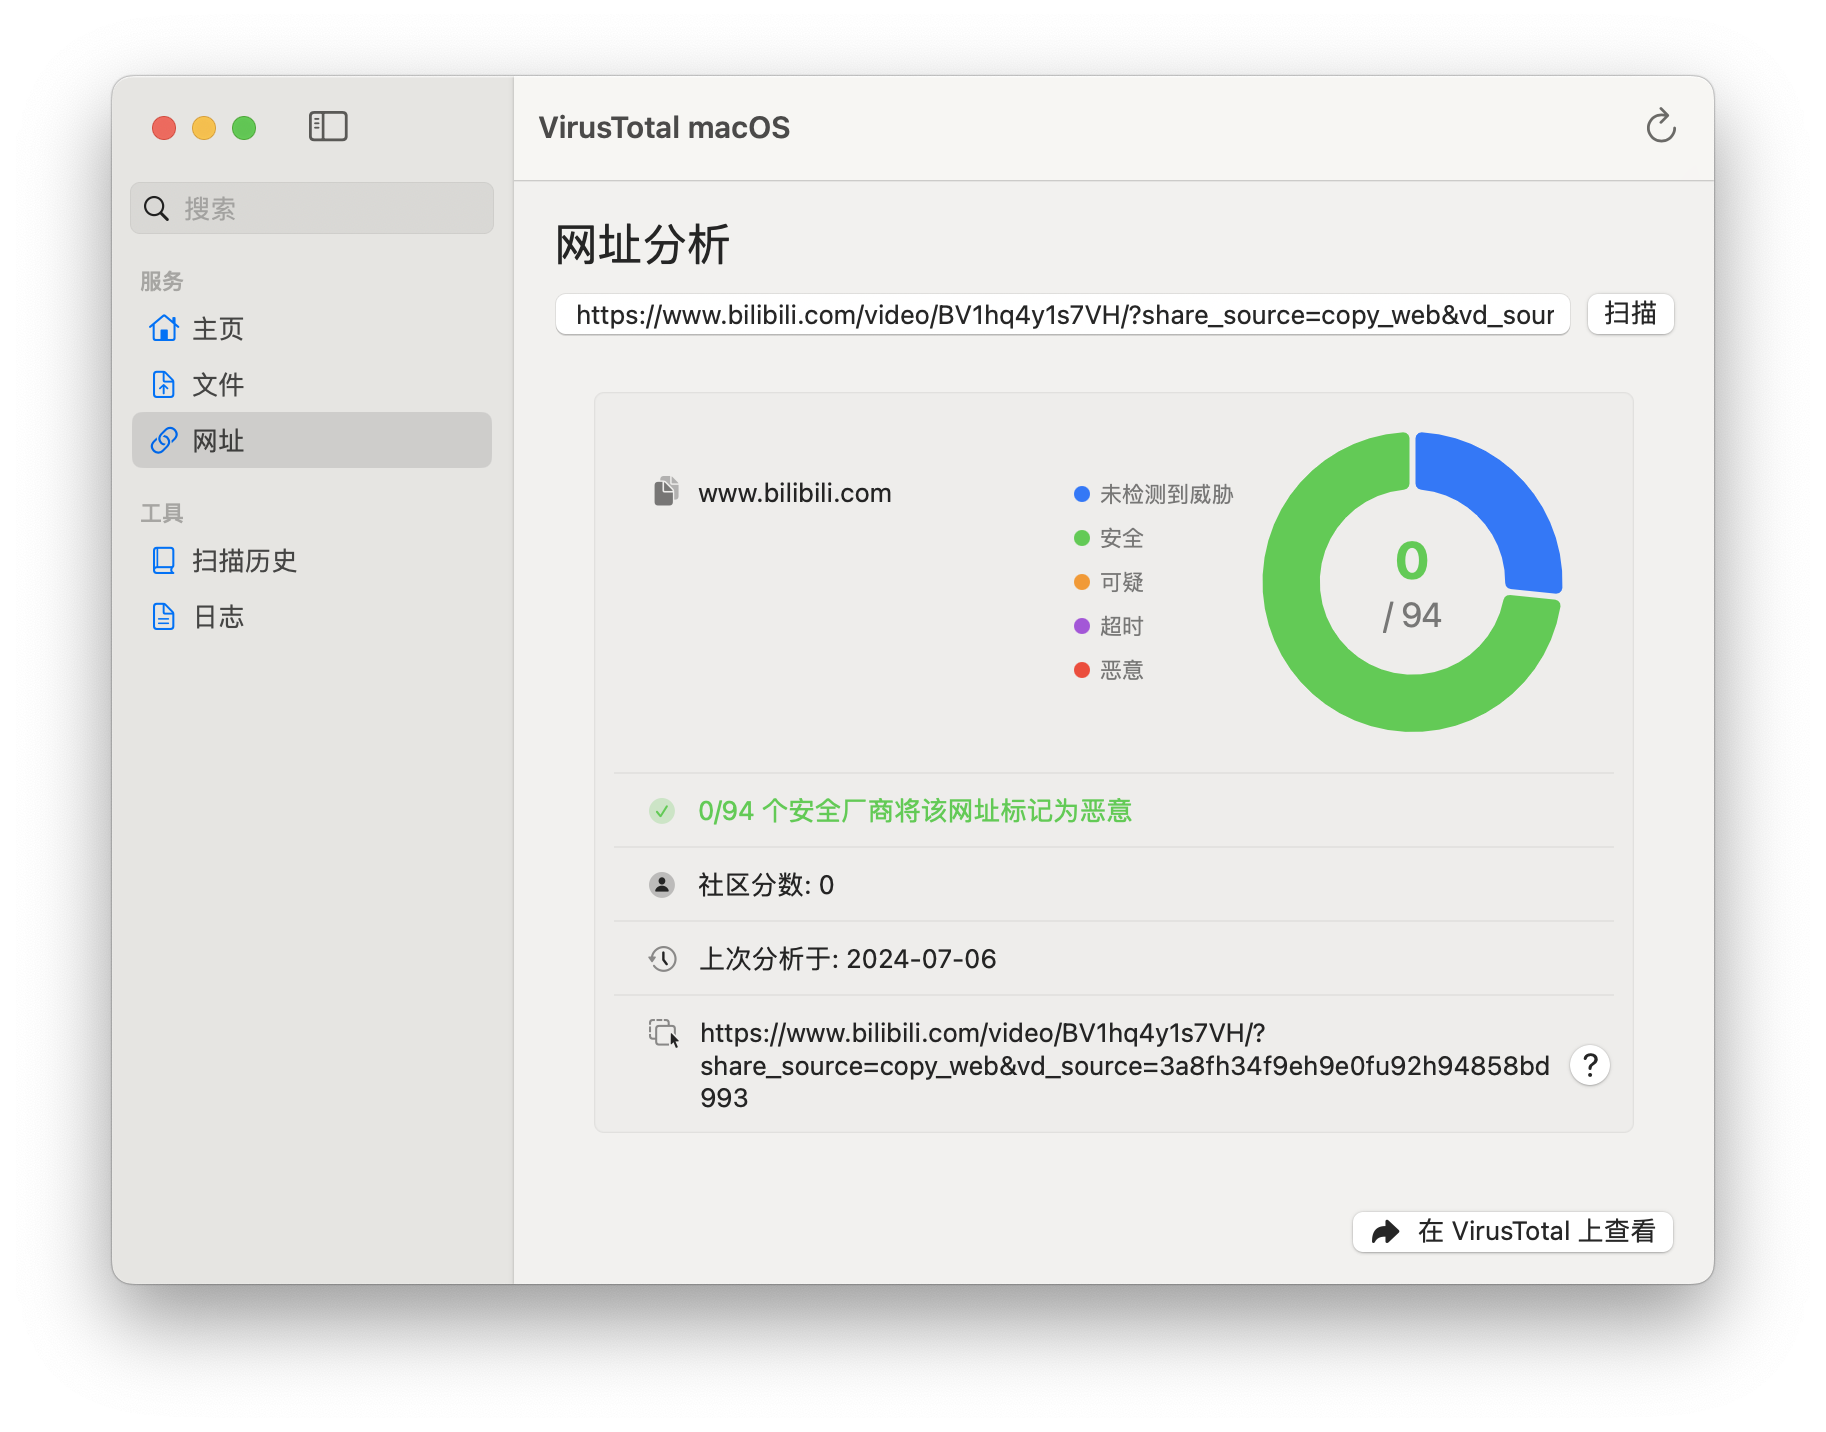 VirusTotal macOS
搜索
服务
主页
文件
网址
工具
扫描历史
日志
网址分析
https://www.bilibili.com/video/BV1hq4y1s7VH/?share_source=copy_web&vd_sour
扫描
www.bilibili.com
未检测到威胁
安全
可疑
超时
恶意
0
/ 94
0/94 个安全厂商将该网址标记为恶意
社区分数: 0
上次分析于: 2024-07-06
https://www.bilibili.com/video/BV1hq4y1s7VH/?
share_source=copy_web&vd_source=3a8fh34f9eh9e0fu92h94858bd
993
?
在 VirusTotal 上查看